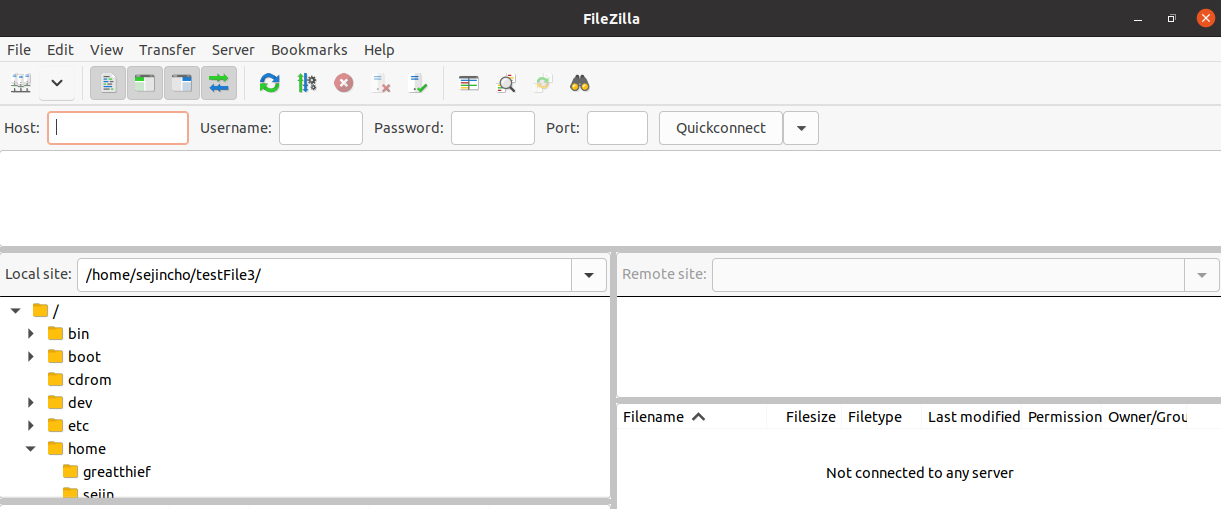 FileZilla
File Edit View Transfer Server Bookmarks Help
Host: Username: Password: Port: Quickconnect
Local site: /home/sejincho/testFile3/
Remote site:
/
bin
boot
cdrom
dev
etc
home
greatthief
sejin
Filename Filesize Filetype Last modified Permission Owner/Grou
Not connected to any server